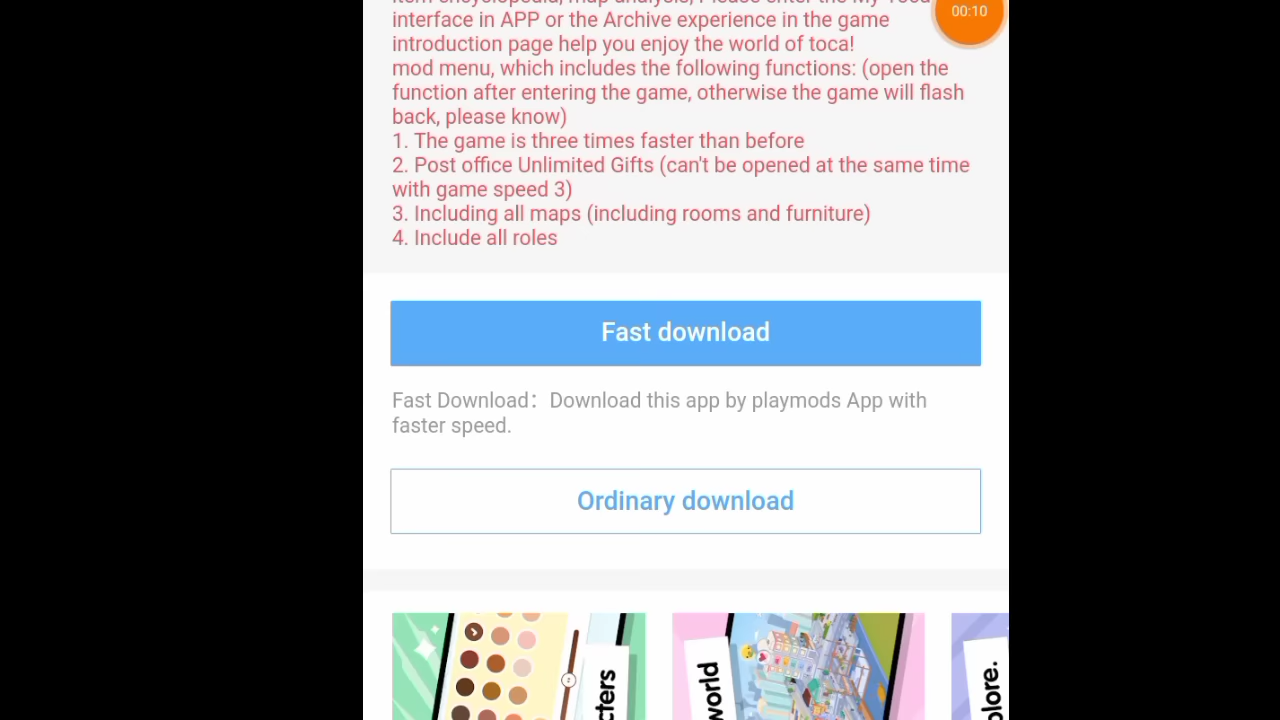 interface in APP or the Archive experience in the game
introduction page help you enjoy the world of toca!
mod menu, which includes the following functions: (open the
function after entering the game, otherwise the game will flash
back, please know)
1. The game is three times faster than before
2. Post office Unlimited Gifts (can't be opened at the same time
with game speed 3)
3. Including all maps (including rooms and furniture)
4. Include all roles
00:10
Fast download
Fast Download： Download this app by playmods App with
faster speed.
Ordinary download
world